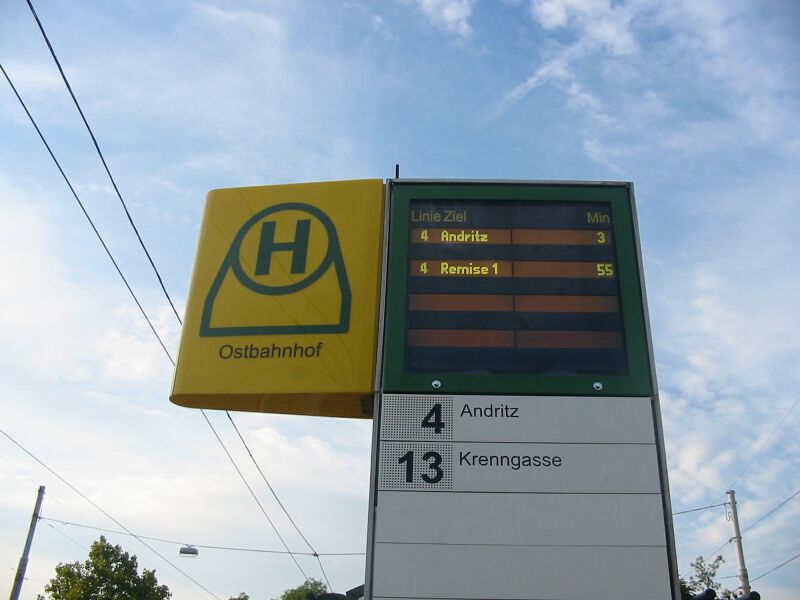 H
Ostbahnhof
Linie Ziel Min
4 Andritz 3
4 Remise 1 55
4 Andritz
13 Krenngasse